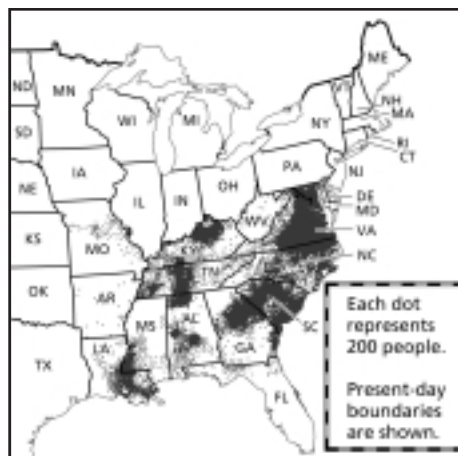 ME
ND
MN
VT
NH
MA
SD
WI
MI
NY
RI
CT
IA
PA
NJ
NE
OH
IL
IN
DE
MD
WV
VA
KS
MO
KY
NC
TN
OK
AR
SC
MS
AL
GA
LA
TX
FL
Each dot
represents
200 people.
Present-day
boundaries
are shown.